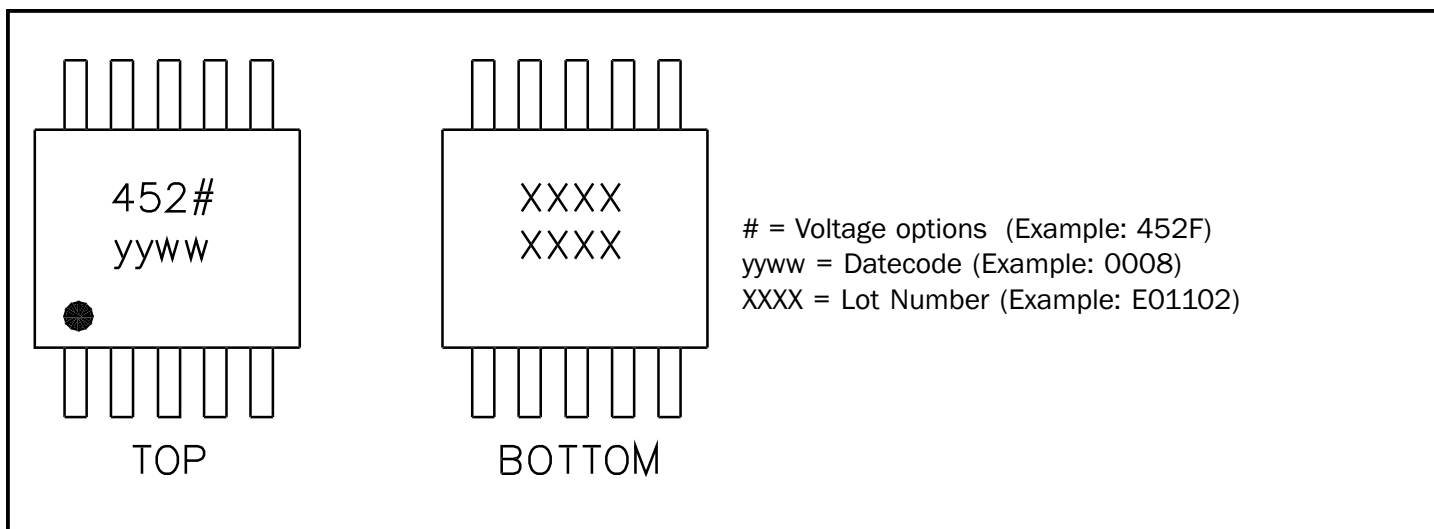 452#
yyww
TOP
XXXX
XXXX
BOTTOM
# = Voltage options (Example: 452F)
yyww = Datecode (Example: 0008)
XXXX = Lot Number (Example: E01102)